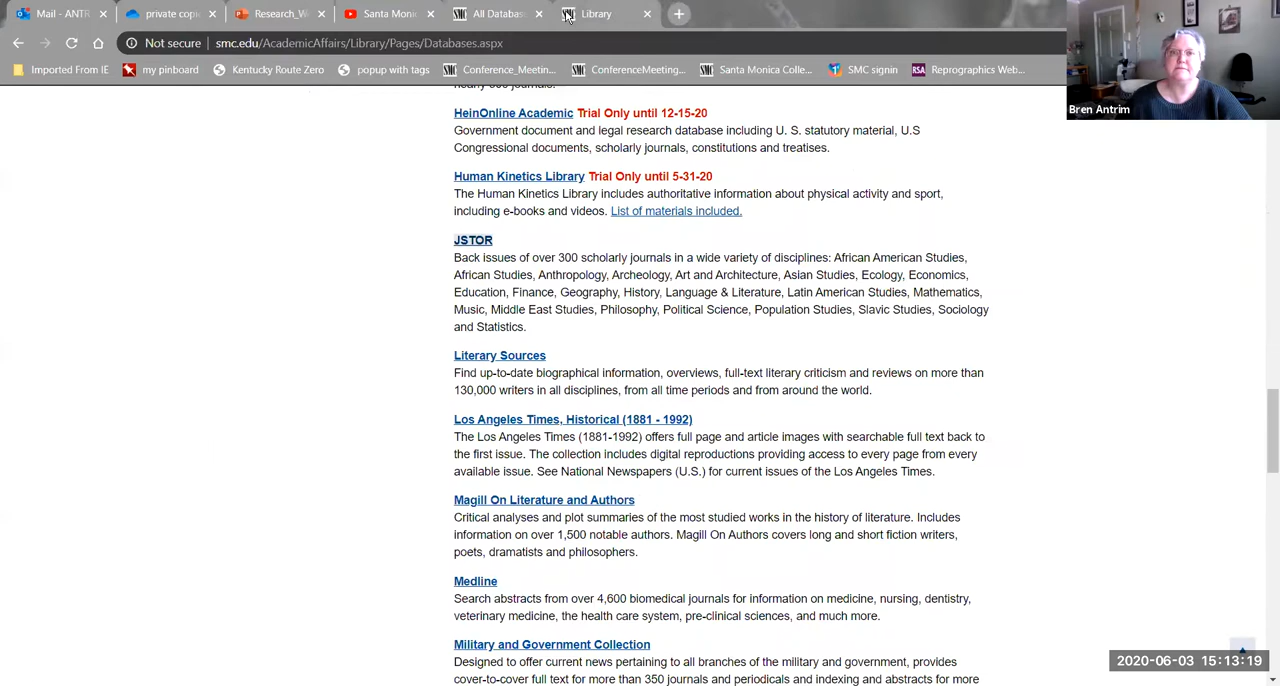 Mail - ANTR
private copie
Research_W
Santa Moni
All Databas
Library
Not secure
smc.edu/AcademicAffairs/Library/Pages/Databases.aspx
Imported From IE
my pinboard
Kentucky Route Zero
popup with tags
Conference_Meetin...
ConferenceMeeting...
Santa Monica Colle...
SMC signin
RSA
Reprographics Web...
Bren Antrim
nearly 300 journals.
HeinOnline Academic Trial Only until 12-15-20
Government document and legal research database including U. S. statutory material, U.S
Congressional documents, scholarly journals, constitutions and treatises.
Human Kinetics Library Trial Only until 5-31-20
The Human Kinetics Library includes authoritative information about physical activity and sport,
including e-books and videos. List of materials included.
JSTOR
Back issues of over 300 scholarly journals in a wide variety of disciplines: African American Studies,
African Studies, Anthropology, Archeology, Art and Architecture, Asian Studies, Ecology, Economics,
Education, Finance, Geography, History, Language & Literature, Latin American Studies, Mathematics,
Music, Middle East Studies, Philosophy, Political Science, Population Studies, Slavic Studies, Sociology
and Statistics.
Literary Sources
Find up-to-date biographical information, overviews, full-text literary criticism and reviews on more than
130,000 writers in all disciplines, from all time periods and from around the world.
Los Angeles Times, Historical (1881 - 1992)
The Los Angeles Times (1881-1992) offers full page and article images with searchable full text back to
the first issue. The collection includes digital reproductions providing access to every page from every
available issue. See National Newspapers (U.S.) for current issues of the Los Angeles Times.
Magill On Literature and Authors
Critical analyses and plot summaries of the most studied works in the history of literature. Includes
information on over 1,500 notable authors. Magill On Authors covers long and short fiction writers,
poets, dramatists and philosophers.
Medline
Search abstracts from over 4,600 biomedical journals for information on medicine, nursing, dentistry,
veterinary medicine, the health care system, pre-clinical sciences, and much more.
Military and Government Collection
Designed to offer current news pertaining to all branches of the military and government, provides
cover-to-cover full text for more than 350 journals and periodicals and indexing and abstracts for more
2020-06-03 15:13:19